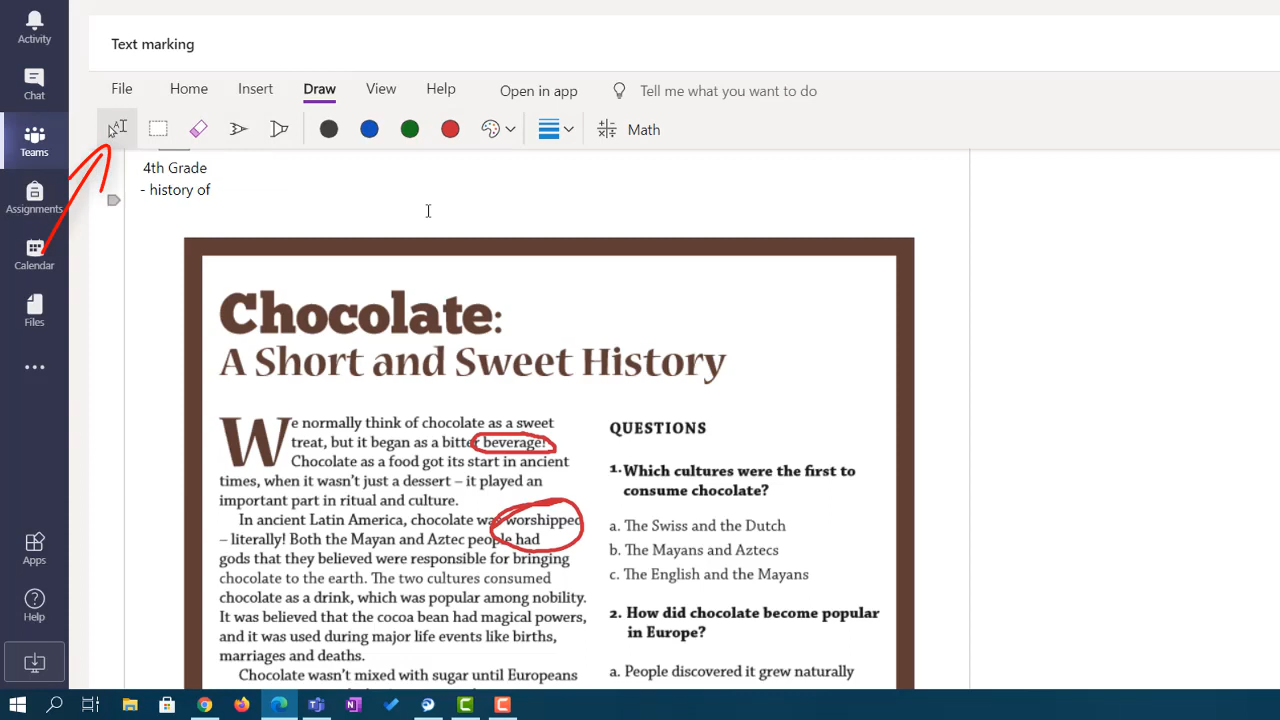 Activity
Chat
Teams
Assignments
Calendar
Files
Apps
Help
Text marking
File Home Insert Draw View Help Open in app Tell me what you want to do
Math
4th Grade
- history of
Chocolate:
A Short and Sweet History
We normally think of chocolate as a sweet
treat, but it began as a bitter beverage!
Chocolate as a food got its start in ancient
times, when it wasn't just a dessert – it played an
important part in ritual and culture.
In ancient Latin America, chocolate was worshipped
– literally! Both the Mayan and Aztec people had
gods that they believed were responsible for bringing
chocolate to the earth. The two cultures consumed
chocolate as a drink, which was popular among nobility.
It was believed that the cocoa bean had magical powers,
and it was used during major life events like births,
marriages and deaths.
Chocolate wasn't mixed with sugar until Europeans
QUESTIONS
1. Which cultures were the first to
consume chocolate?
a. The Swiss and the Dutch
b. The Mayans and Aztecs
c. The English and the Mayans
2. How did chocolate become popular
in Europe?
a. People discovered it grew naturally